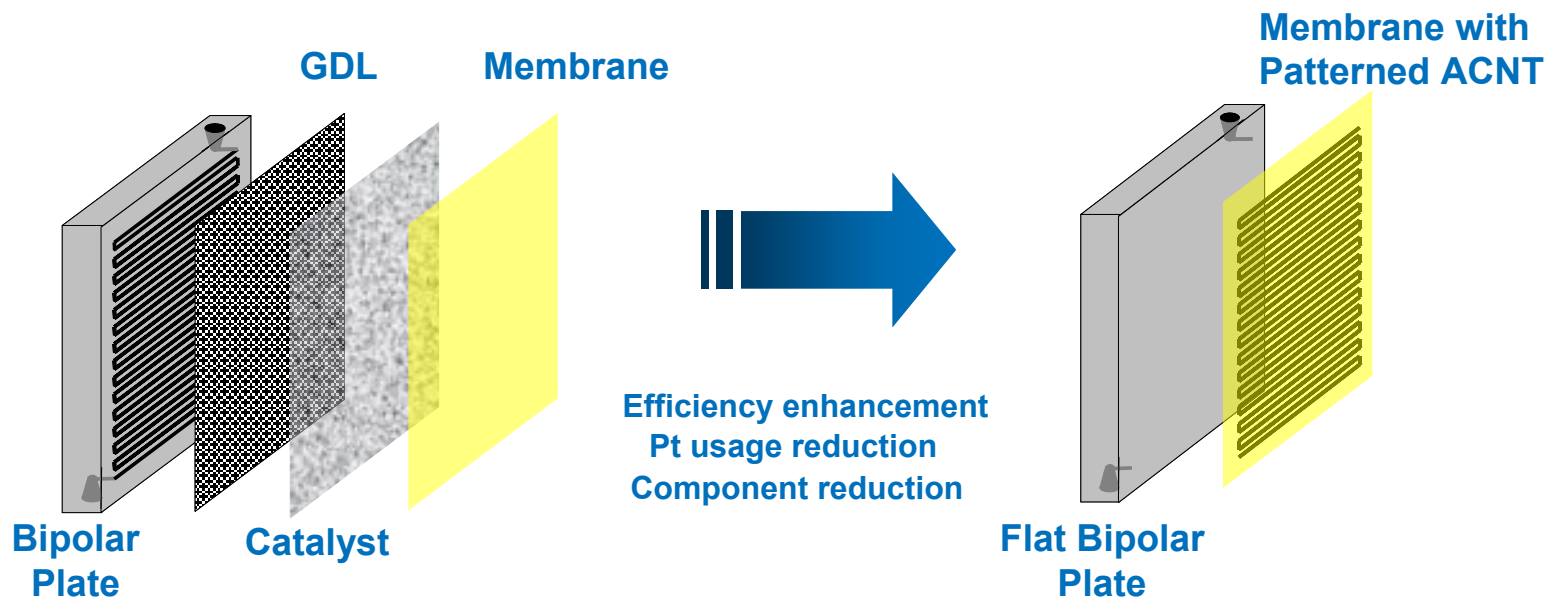 GDL
Membrane
Membrane with
Patterned ACNT
Efficiency enhancement
Pt usage reduction
Component reduction
Bipolar
Plate
Catalyst
Flat Bipolar
Plate